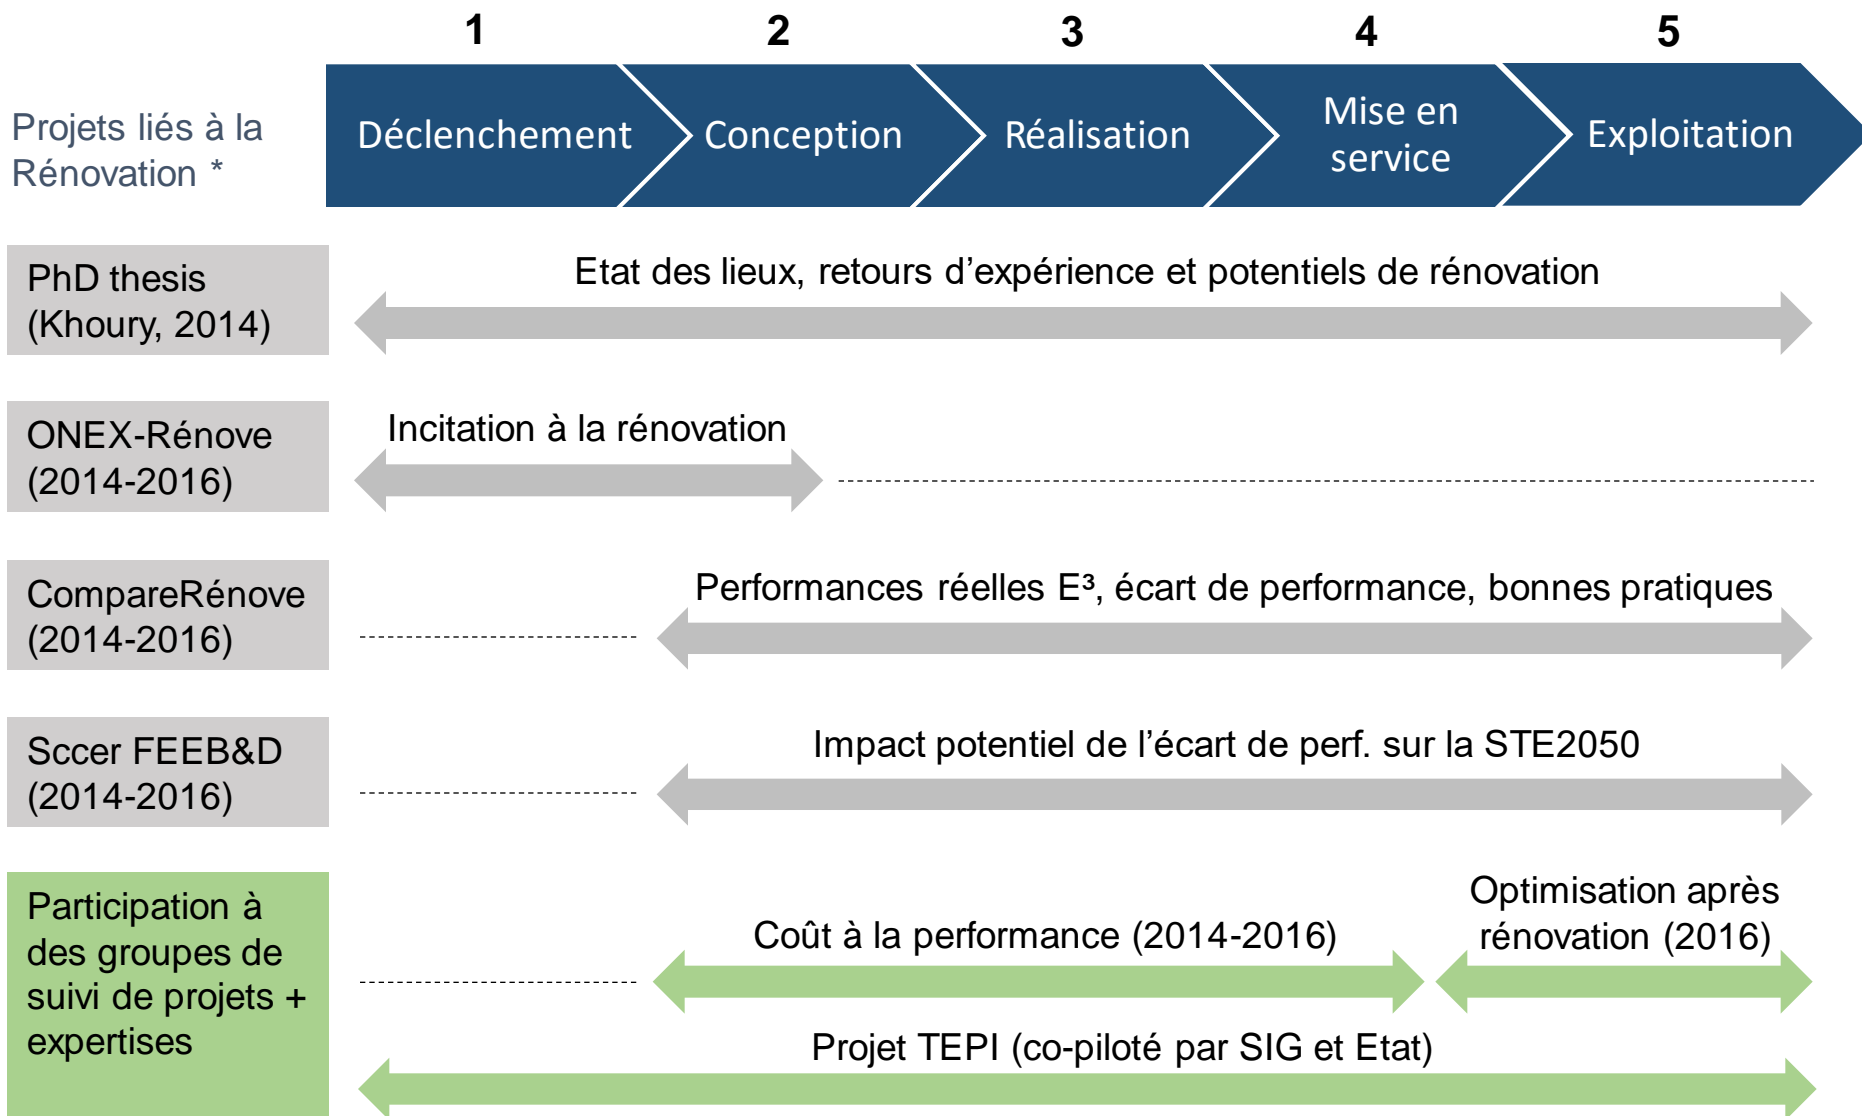 1 2 3 4 5
Projets liés à la
Rénovation *
Déclenchement
Conception
Réalisation
Mise en
service
Exploitation
PhD thesis
(Khoury, 2014)
Etat des lieux, retours d'expérience et potentiels de rénovation
ONEX-Rénove
(2014-2016)
Incitation à la rénovation
CompareRénove
(2014-2016)
Performances réelles E³, écart de performance, bonnes pratiques
Sccer FEEB&D
(2014-2016)
Impact potentiel de l'écart de perf. sur la STE2050
Participation à
des groupes de
suivi de projets +
expertises
Coût à la performance (2014-2016)
Optimisation après
rénovation (2016)
Projet TEPI (co-piloté par SIG et Etat)